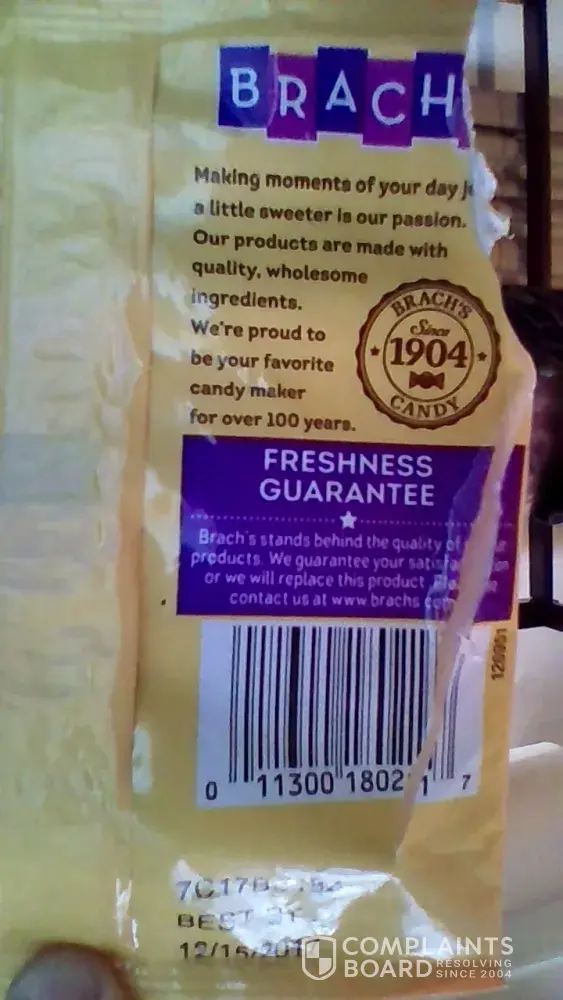 BRACH
Making moments of your day
a little sweeter is our passion.
Our products are made with
quality, wholesome
ingredients.
We're proud to
be your favorite
candy maker
for over 100 years.
BRACH'S
Since
1904
CANDY
FRESHNESS
GUARANTEE
Brach's stands behind the quality of
products. We guarantee your
or we will replace this product.
contact us at www.brachs
0 11300 7
BEST
COMPLAINTS
BOARD RESOLVING
SINCE 2004